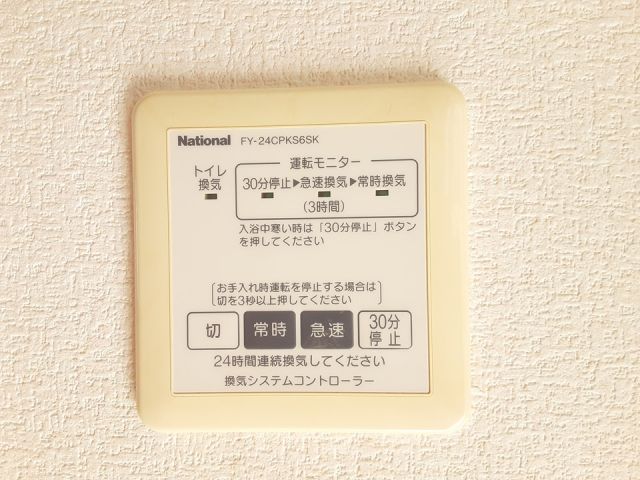 National FY-24CPKS6SK
トイレ
換気
運転モニター
30分停止▶急速換気▶常時換気
(3時間)
入浴中寒い時は「30分停止」ボタン
を押してください
お手入れ時運転を停止する場合は
切を3秒以上押してください
切 常時 急速 30分
停止
24時間連続換気してください
換気システムコントローラー